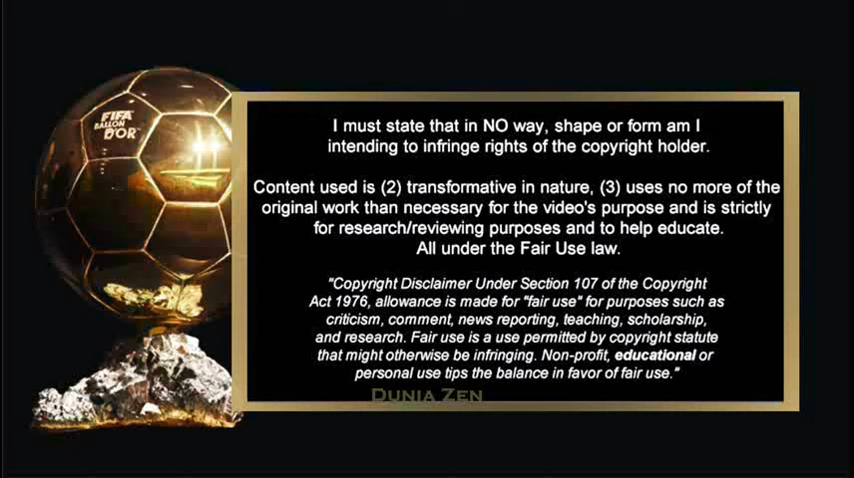 FIFA
BALLON
D'OR
I must state that in NO way, shape or form am I
intending to infringe rights of the copyright holder.
Content used is (2) transformative in nature, (3) uses no more of the
original work than necessary for the video's purpose and is strictly
for research/reviewing purposes and to help educate.
All under the Fair Use law.
"Copyright Disclaimer Under Section 107 of the Copyright
Act 1976, allowance is made for "fair use" for purposes such as
criticism, comment, news reporting, teaching, scholarship,
and research. Fair use is a use permitted by copyright statute
that might otherwise be infringing. Non-profit, educational or
personal use tips the balance in favor of fair use."
DUNIA ZEN